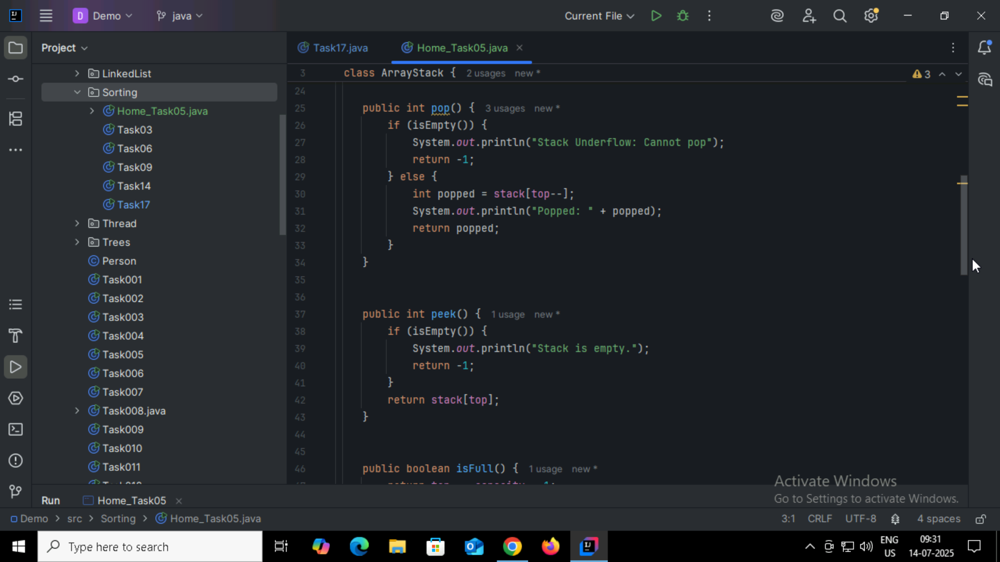 Demo
java
Current File
Project
LinkedList
Sorting
Home_Task05.java
Task03
Task06
Task09
Task14
Task17
Thread
Trees
Person
Task001
Task002
Task003
Task004
Task005
Task006
Task007
Task008.java
Task009
Task010
Task011
Task17.java
Home_Task05.java
3 class ArrayStack { 2 usages new *
3
24
25 public int pop() { 3 usages new *
26 if (isEmpty()) {
27 System.out.println("Stack Underflow: Cannot pop");
28 return -1;
29 } else {
30 int popped = stack[top--];
31 System.out.println("Popped: " + popped);
32 return popped;
33 }
34 }
35
36
37 public int peek() { 1 usage new *
38 if (isEmpty()) {
39 System.out.println("Stack is empty.");
40 return -1;
41 }
42 return stack[top];
43 }
44
45
46 public boolean isFull() { 1 usage new *
Activate Windows
Go to Settings to activate Windows.
Run Home_Task05
Demo > src > Sorting > Home_Task05.java
3:1 CRLF UTF-8 4 spaces
Type here to search
ENG
US
09:31
14-07-2025